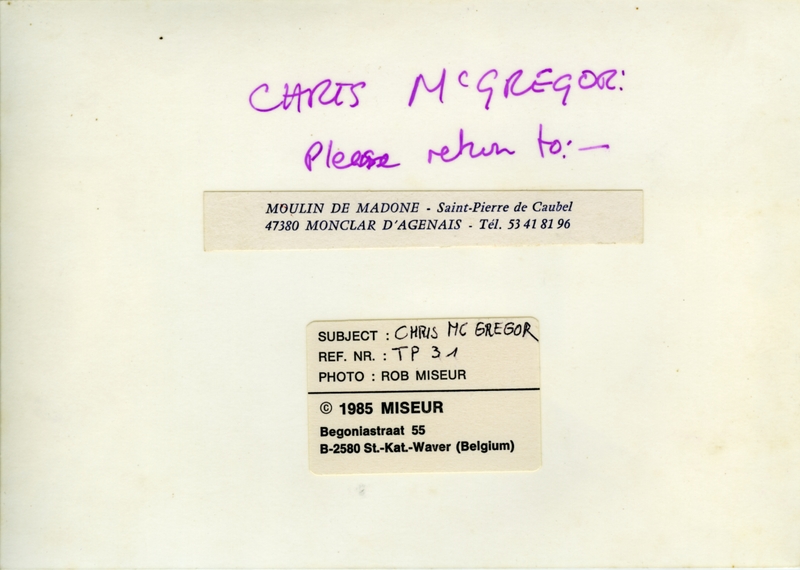 CHRIS McGREGOR:
Please return to:—
MOULIN DE MADONE - Saint-Pierre de Caubel
47380 MONCLAR D'AGENAIS - Tél. 53 41 81 96
SUBJECT : CHRIS MC GREGOR
REF. NR. : TP 31
PHOTO : ROB MISEUR
© 1985 MISEUR
Begoniastraat 55
B-2580 St.-Kat.-Waver (Belgium)